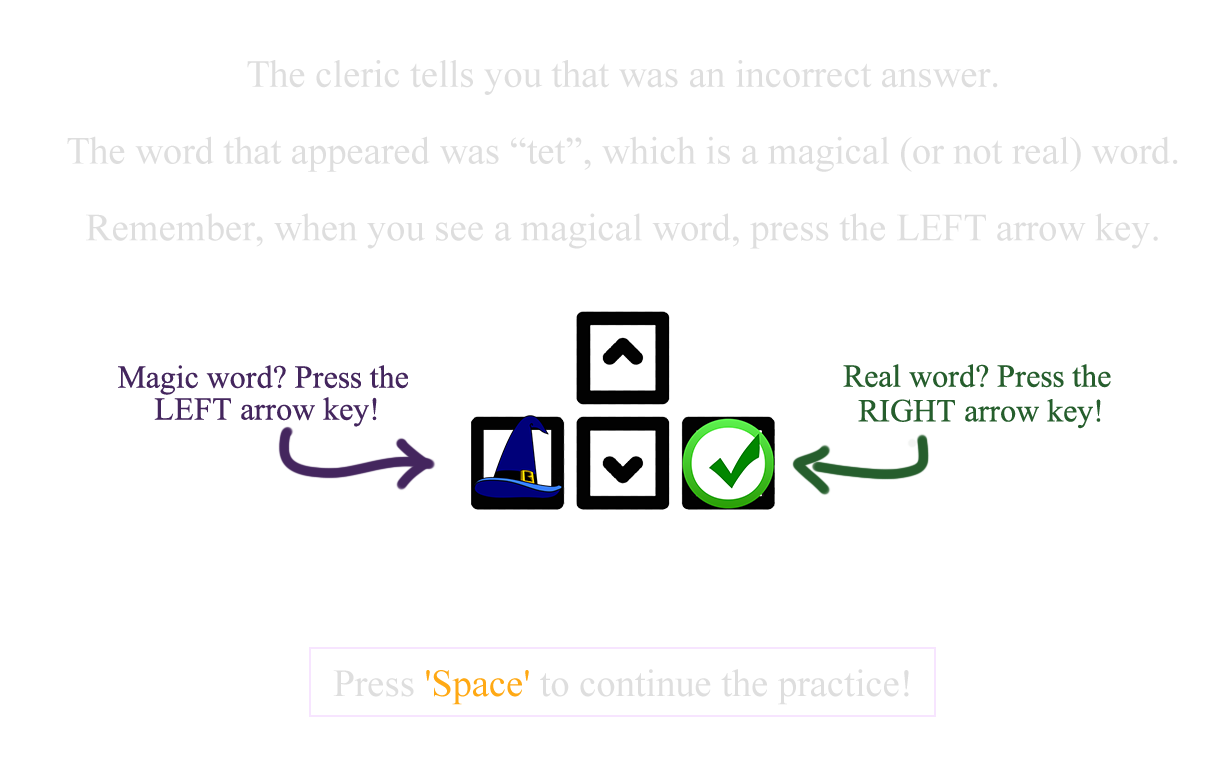 The cleric tells you that was an incorrect answer.
The word that appeared was “tet”, which is a magical (or not real) word.
Remember, when you see a magical word, press the LEFT arrow key.
Magic word? Press the
LEFT arrow key!
Real word? Press the
RIGHT arrow key!
Press 'Space' to continue the practice!